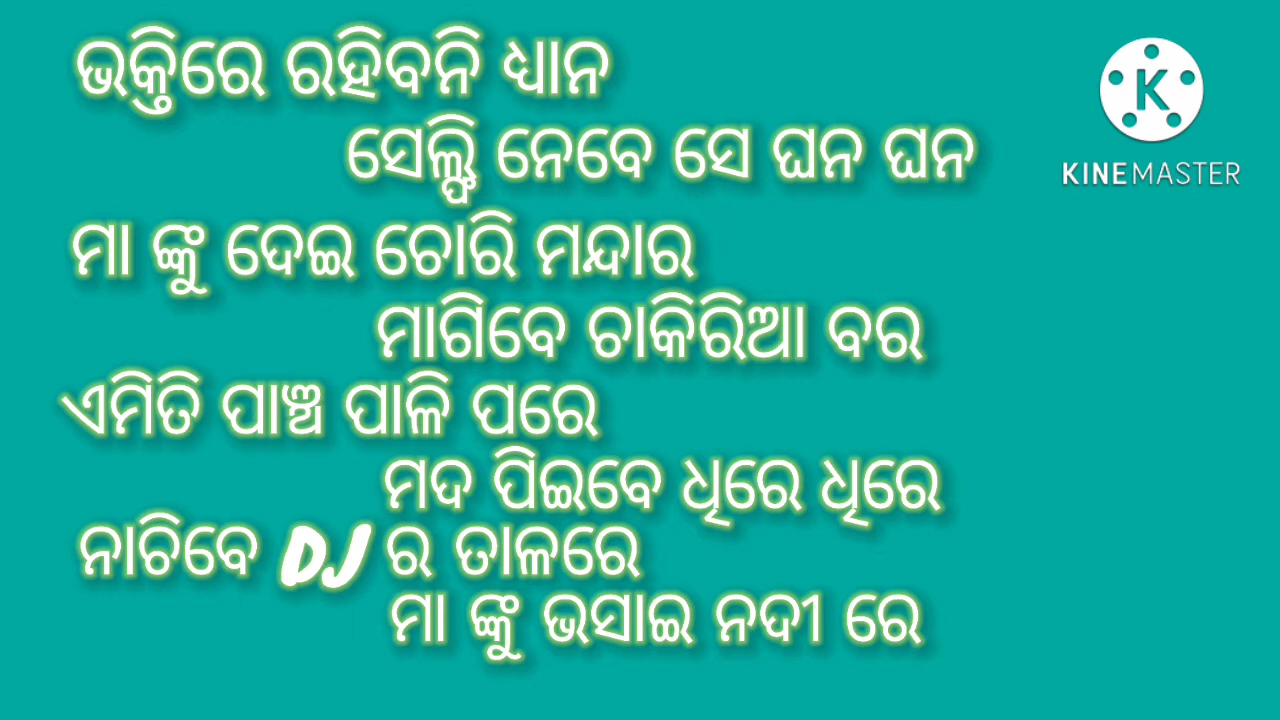 ଭକ୍ତିରେ ରହିବନି ଧ୍ୟାନ
ସେଲ୍ଫି ନେବେ ସେ ଘନ ଘନ
ମା ଙ୍କୁ ଦେଇ ଚୋରି ମନ୍ଦାର
ମାଗିବେ ଚାକିରିଆ ବର
ଏମିତି ପାଞ୍ଚ ପାଳି ପରେ
ମଦ ପିଇବେ ଧିରେ ଧିରେ
ନାଚିବେ DJ ର ତାଳରେ
ମା ଙ୍କୁ ଭସାଇ ନଦୀ ରେ
K
KINEMASTER